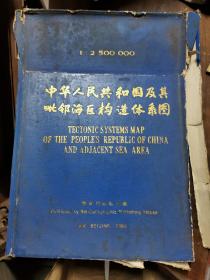 1:2 500 000
中华人民共和国及其
毗邻海区构造体系图
TECTONIC SYSTEMS MAP
OF THE PEOPLE'S REPUBLIC OF CHINA
AND ADJACENT SEA AREA